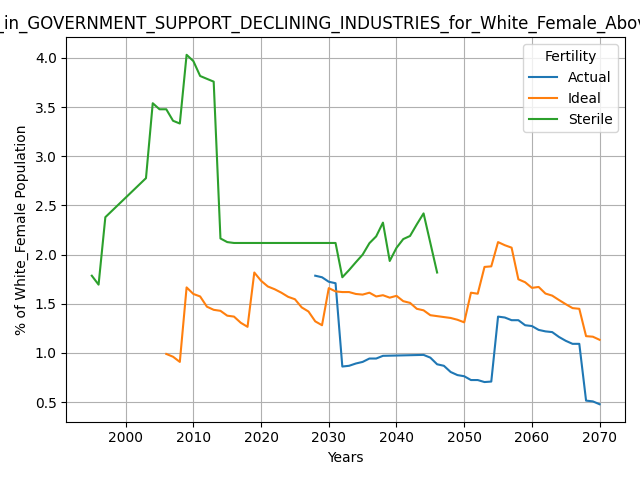 _in_GOVERNMENT_SUPPORT_DECLINING_INDUSTRIES_for_White_Female_Abov
Fertility
Actual
Ideal
Sterile
% of White_Female Population
4.0
3.5
3.0
2.5
2.0
1.5
1.0
0.5
2000 2010 2020 2030 2040 2050 2060 2070
Years